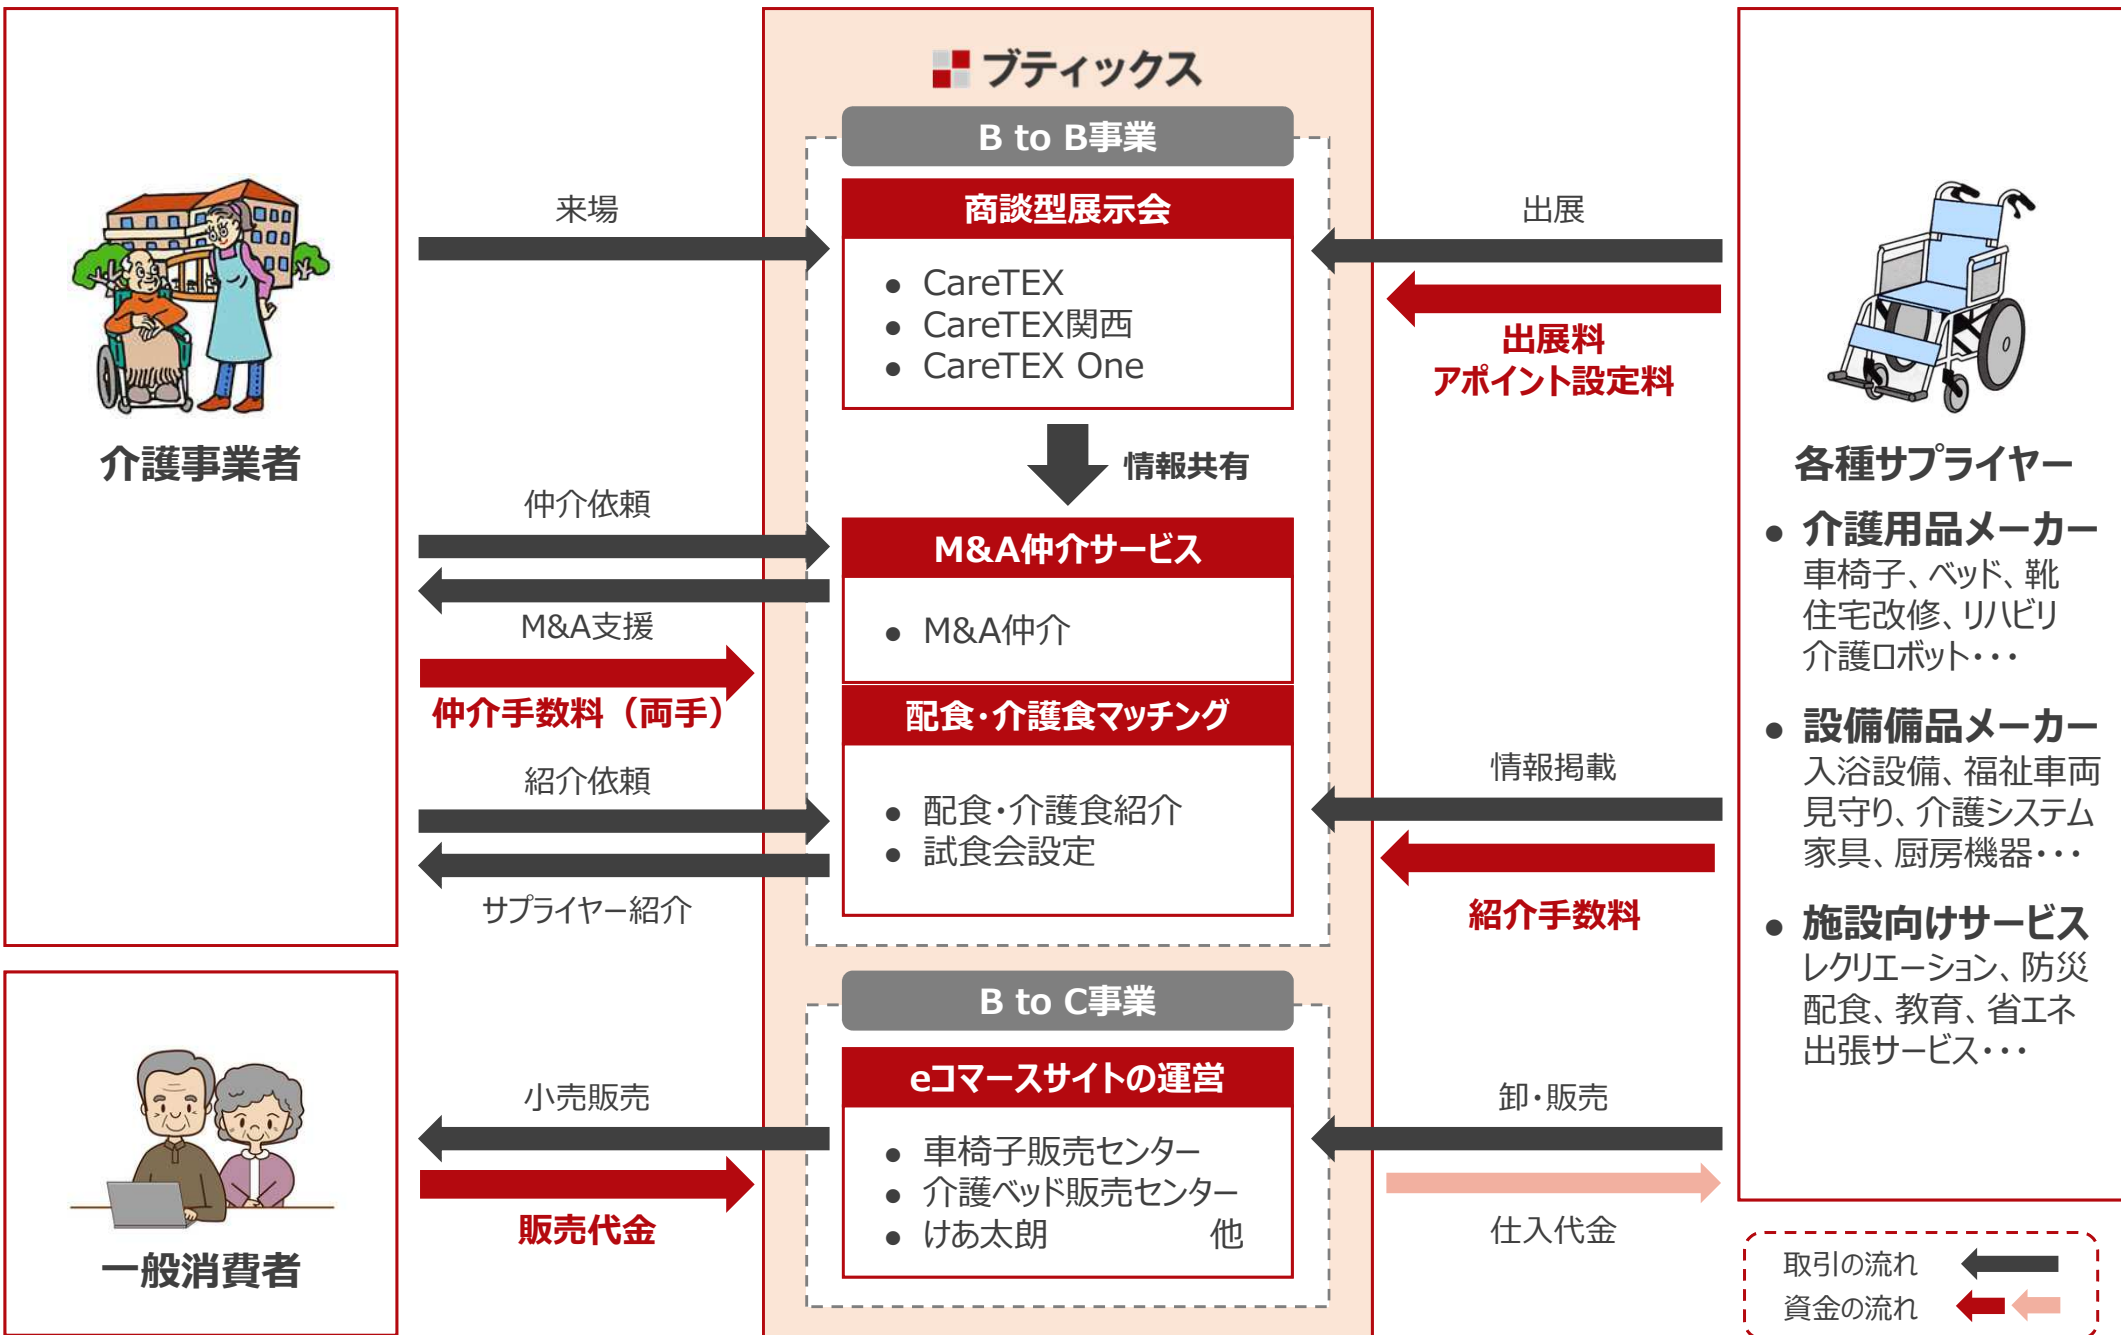 ブティックス
B to B事業
来場
商談型展示会
出展
● CareTEX
● CareTEX関西
● CareTEX One
出展料
アポイント設定料
介護事業者
情報共有
各種サプライヤー
仲介依頼
M&A仲介サービス
M&A支援
● M&A仲介
仲介手数料（両手）
配食・介護食マッチング
紹介依頼
● 配食・介護食紹介
● 試食会設定
サプライヤー紹介
情報掲載
紹介手数料
● 介護用品メーカー
車椅子、ベッド、靴
住宅改修、リハビリ
介護ロボット・・・
● 設備備品メーカー
入浴設備、福祉車両
見守り、介護システム
家具、厨房機器・・・
● 施設向けサービス
レクリエーション、防災
配食、教育、省エネ
出張サービス・・・
B to C事業
小売販売
eコマースサイトの運営
卸・販売
● 車椅子販売センター
● 介護ベッド販売センター
● けあ太朗 他
販売代金
仕入代金
一般消費者
取引の流れ
資金の流れ